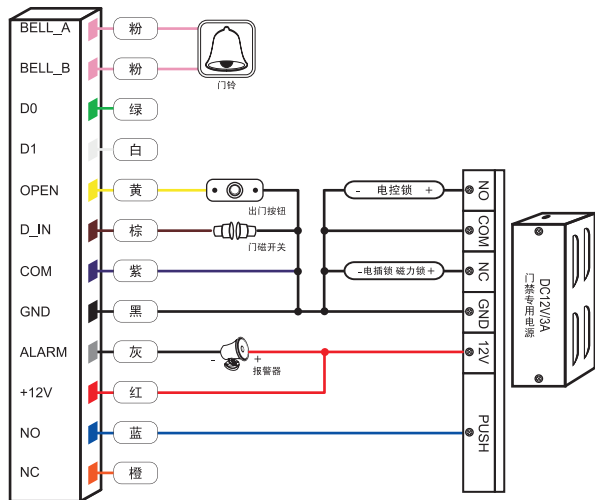 BELL_A 粉
BELL_B 粉
门铃
D0 绿
D1 白
OPEN 黄
出门按钮
- 电控锁 +
NO
D_IN 棕
门磁开关
COM
COM 紫
-电插锁 磁力锁+
NC
GND 黑
GND
ALARM 灰
- +
报警器
12V
+12V 红
NO 蓝
PUSH
NC 橙
DC12V/3A
门禁专用电源